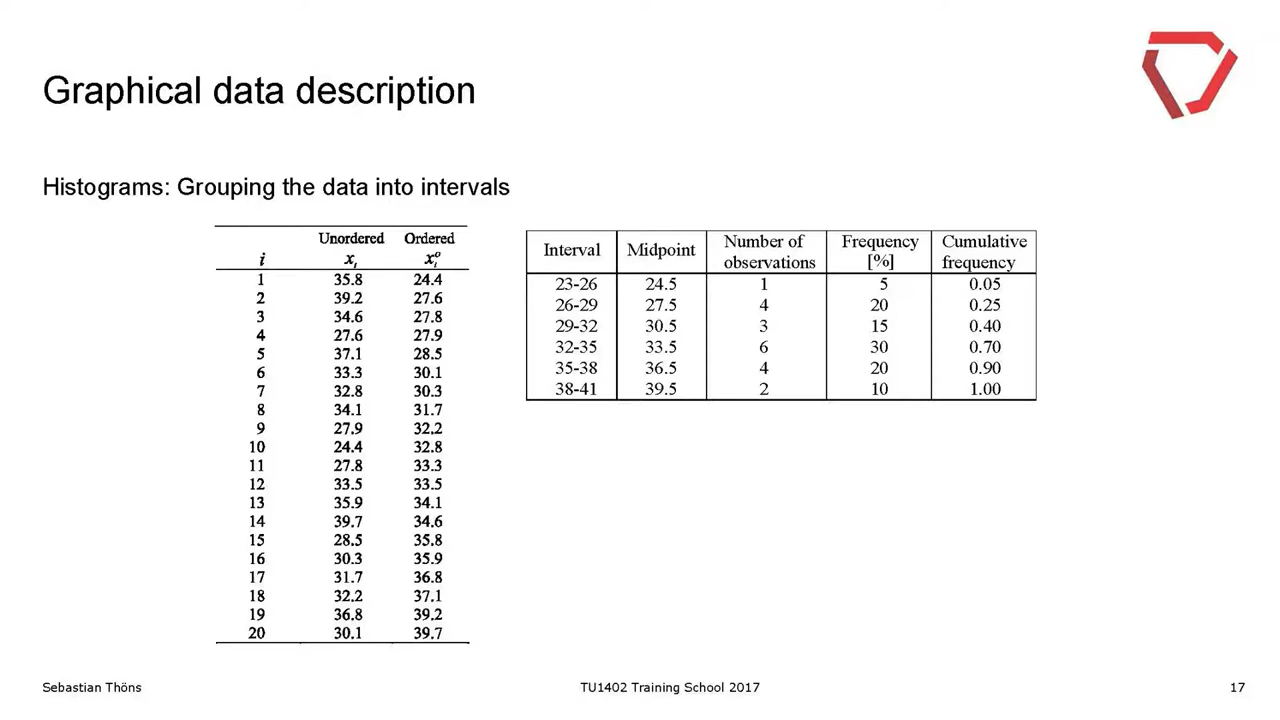 Graphical data description
Histograms: Grouping the data into intervals
Unordered Ordered
i xi xio
1 35.8 24.4
2 39.2 27.6
3 34.6 27.8
4 27.6 27.9
5 37.1 28.5
6 33.3 30.1
7 32.8 30.3
8 34.1 31.7
9 27.9 32.2
10 24.4 32.8
11 27.8 33.3
12 33.5 33.5
13 35.9 34.1
14 39.7 34.6
15 28.5 35.8
16 30.3 35.9
17 31.7 36.8
18 32.2 37.1
19 36.8 39.2
20 30.1 39.7
Interval Midpoint Number of observations Frequency [%] Cumulative frequency
23-26 24.5 1 5 0.05
26-29 27.5 4 20 0.25
29-32 30.5 3 15 0.40
32-35 33.5 6 30 0.70
35-38 36.5 4 20 0.90
38-41 39.5 2 10 1.00
Sebastian Thöns TU1402 Training School 2017 17